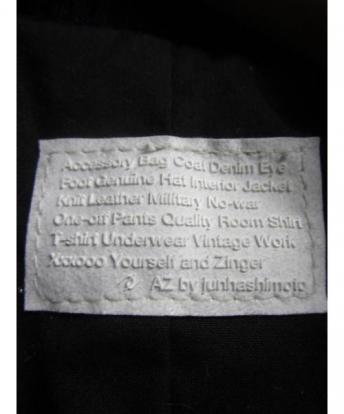 Accessory Bag Coat Denim Eye
Foot Genuine Hat Interior Jacket
Knit Leather Military No-war
One-off Pants Quality Room Shirt
T-shirt Underwear Vintage Work
Xxxooo Yourself and Zinger
AZ by junhashimoto